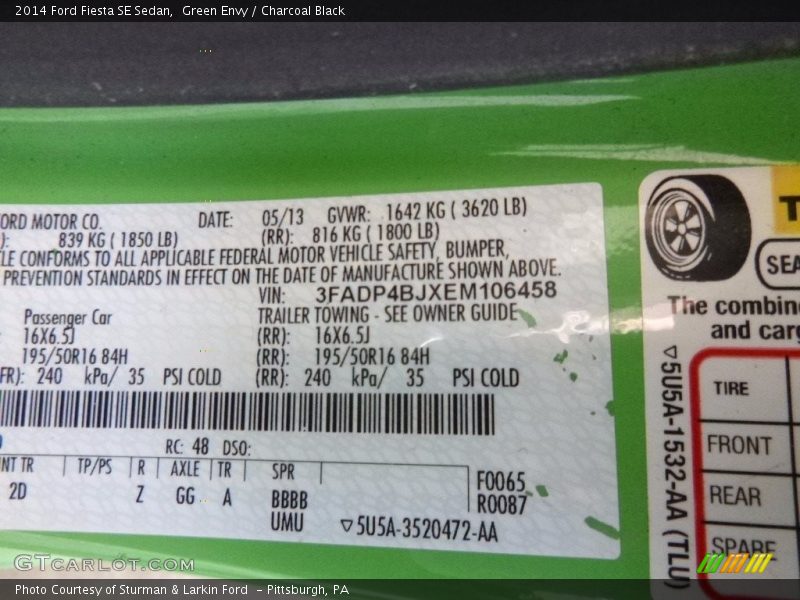 2014 Ford Fiesta SE Sedan, Green Envy / Charcoal Black
ORD MOTOR CO. DATE: 05/13 GVWR: 1642 KG ( 3620 LB)
): 839 KG ( 1850 LB) (RR): 816 KG ( 1800 LB)
LE CONFORMS TO ALL APPLICABLE FEDERAL MOTOR VEHICLE SAFETY, BUMPER,
PREVENTION STANDARDS IN EFFECT ON THE DATE OF MANUFACTURE SHOWN ABOVE.
VIN: 3FADP4BJXEM106458
Passenger Car TRAILER TOWING - SEE OWNER GUIDE
: 16X6.5J (RR): 16X6.5J
195/50R16 84H (RR): 195/50R16 84H
FR): 240 kPa/ 35 PSI COLD (RR): 240 kPa/ 35 PSI COLD
RC: 48 DSO:
NT TR TP/PS R AXLE TR SPR
2D Z GG A BBBB
UMU
F0065
R0087
▽5U5A-3520472-AA
T
SEA
The combine
and carg
▽5U5A-1532-AA (TLU)
TIRE
FRONT
REAR
SPARE
GTCARLOT.COM
Photo Courtesy of Sturman & Larkin Ford - Pittsburgh, PA